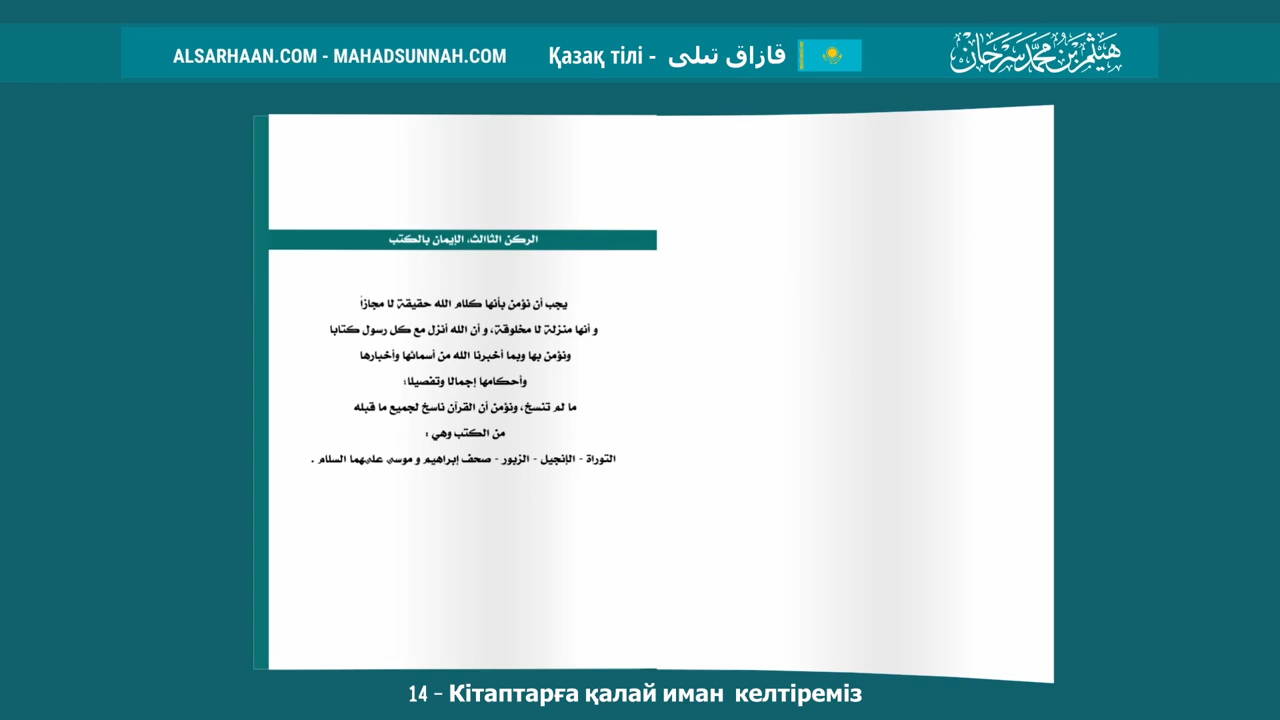 ALSARHAAN.COM - MAHADSUNNAH.COM
Қазақ тілі - قازاق تىلى
هيثم بن محمد سرحان
الركن الثاالث، الإيمان بالكتب
يجب أن نؤمن بأنها كلام الله حقيقة لا مجازاً
و أنها منزلة لا مخلوقة، و أن الله أنزل مع كل رسول كتابا
ونؤمن بها وبما أخبرنا الله من أسمائها وأخبارها
وأحكامها إجمالا وتفصيلا؛
ما لم تنسخ، ونؤمن أن القرآن ناسخ لجميع ما قبله
من الكتب وهي :
التوراة - الإنجيل - الزبور - صحف إبراهيم و موسى عليهما السلام .
14 – Кітаптарға қалай иман келтіреміз